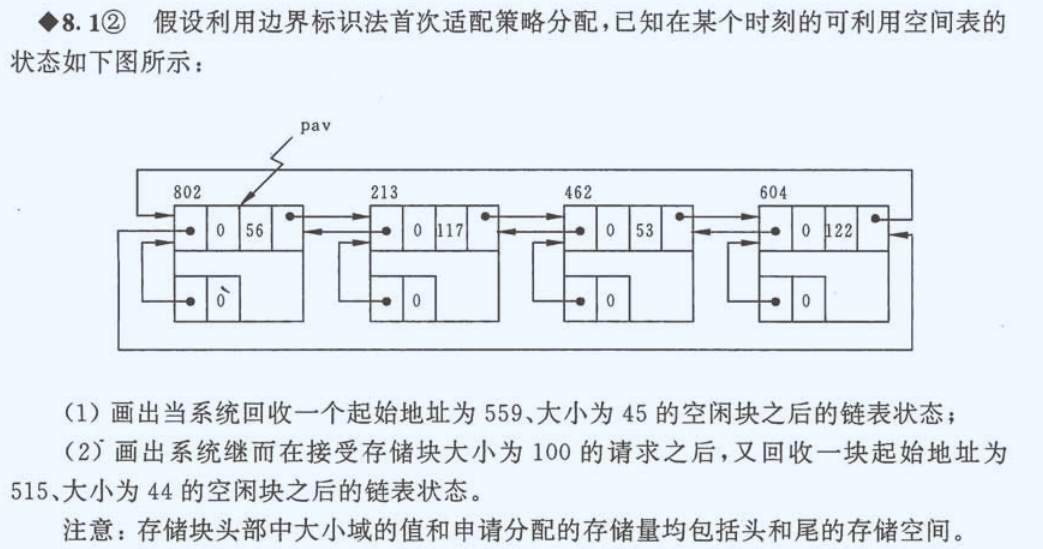 ◆8.1② 假设利用边界标识法首次适配策略分配,已知在某个时刻的可利用空间表的
状态如下图所示:
pav
802 213 462 604
0 56 0 117 0 53 0 122
0 0 0 0
(1) 画出当系统回收一个起始地址为 559、大小为 45 的空闲块之后的链表状态;
(2) 画出系统继而在接受存储块大小为 100 的请求之后,又回收一块起始地址为
515、大小为 44 的空闲块之后的链表状态。
注意:存储块头部中大小域的值和申请分配的存储量均包括头和尾的存储空间。